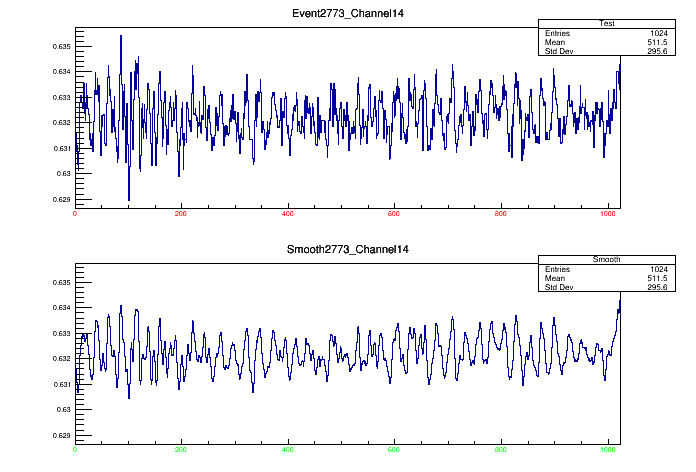 Event2773_Channel14
Test
Entries 1024
Mean 511.5
Std Dev 295.6
0.635
0.634
0.633
0.632
0.631
0.63
0.629
0 200 400 600 800 1000
Smooth2773_Channel14
Smooth
Entries 1024
Mean 511.5
Std Dev 295.6
0.635
0.634
0.633
0.632
0.631
0.63
0.629
0 200 400 600 800 1000